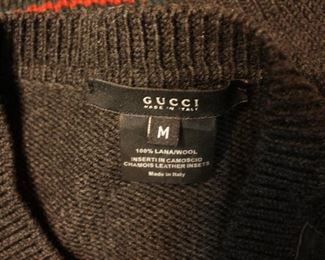 GUCCI
MADE IN ITALY
M
100% LANA/WOOL
INSERTI IN CAMOSCIO
CHAMOIS LEATHER INSETS
Made in Italy